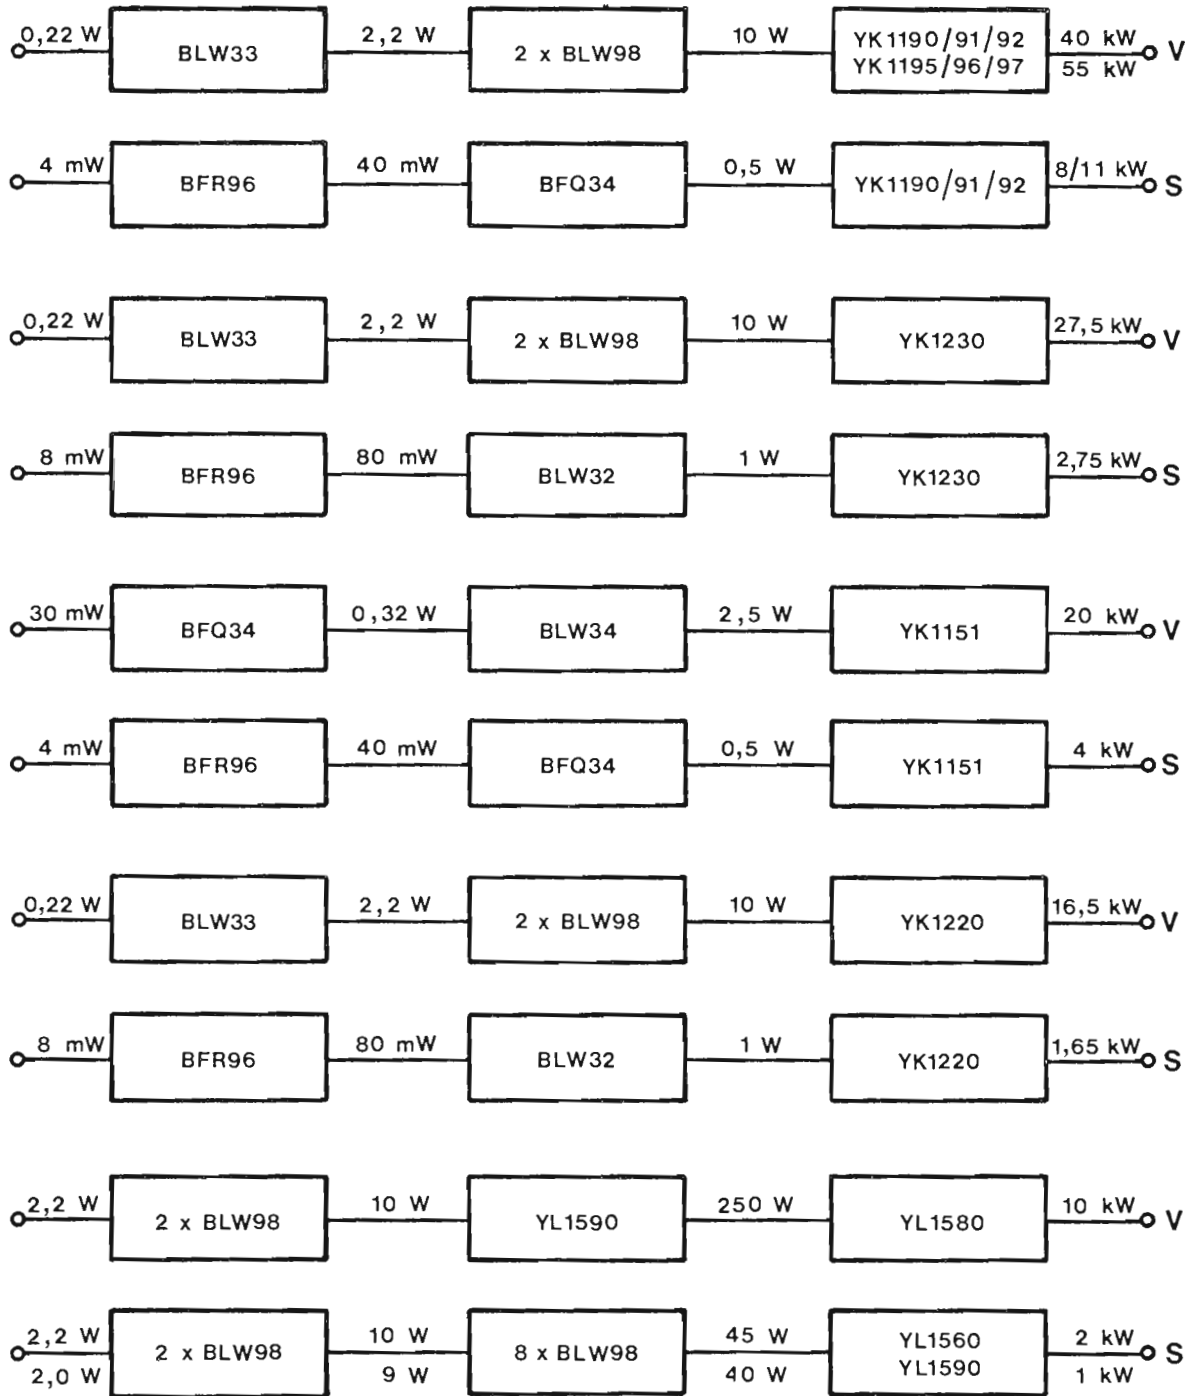 0,22 W BLW33 2,2 W 2 x BLW98 10 W YK1190/91/92 40 kW V
YK1195/96/97 55 kW
4 mW BFR96 40 mW BFQ34 0,5 W YK1190/91/92 8/11 kW S
0,22 W BLW33 2,2 W 2 x BLW98 10 W YK1230 27,5 kW V
8 mW BFR96 80 mW BLW32 1 W YK1230 2,75 kW S
30 mW BFQ34 0,32 W BLW34 2,5 W YK1151 20 kW V
4 mW BFR96 40 mW BFQ34 0,5 W YK1151 4 kW S
0,22 W BLW33 2,2 W 2 x BLW98 10 W YK1220 16,5 kW V
8 mW BFR96 80 mW BLW32 1 W YK1220 1,65 kW S
2,2 W 2 x BLW98 10 W YL1590 250 W YL1580 10 kW V
2,2 W 2 x BLW98 10 W 8 x BLW98 45 W YL1560 2 kW S
2,0 W 9 W 40 W YL1590 1 kW